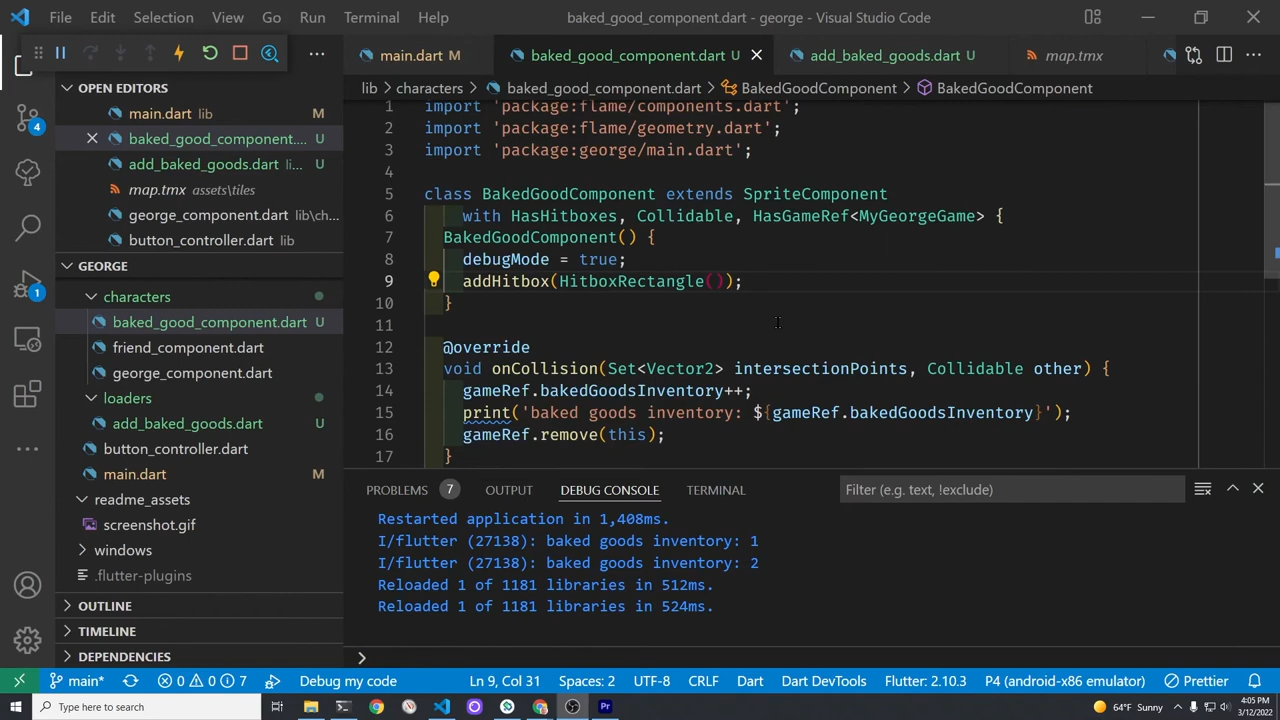 File Edit Selection View Go Run Terminal Help baked_good_component.dart - george - Visual Studio Code
main.dart M baked_good_component.dart U add_baked_goods.dart U map.tmx
OPEN EDITORS
main.dart lib M
baked_good_component.... U
add_baked_goods.dart li... U
map.tmx assets\tiles
george_component.dart lib\ch...
button_controller.dart lib
GEORGE
characters
baked_good_component.dart U
friend_component.dart
george_component.dart
loaders
add_baked_goods.dart U
button_controller.dart
main.dart M
readme_assets
screenshot.gif
windows
.flutter-plugins
OUTLINE
TIMELINE
DEPENDENCIES
4
1
lib characters baked_good_component.dart BakedGoodComponent BakedGoodComponent
1 import 'package:flame/components.dart';
2 import 'package:flame/geometry.dart';
3 import 'package:george/main.dart';
4
5 class BakedGoodComponent extends SpriteComponent
6 with HasHitboxes, Collidable, HasGameRef<MyGeorgeGame> {
7 BakedGoodComponent() {
8 debugMode = true;
9 addHitbox(HitboxRectangle());
10 }
11
12 @override
13 void onCollision(Set<Vector2> intersectionPoints, Collidable other) {
14 gameRef.bakedGoodsInventory++;
15 print('baked goods inventory: ${gameRef.bakedGoodsInventory}');
16 gameRef.remove(this);
17 }
PROBLEMS 7 OUTPUT DEBUG CONSOLE TERMINAL Filter (e.g. text, !exclude)
Restarted application in 1,408ms.
I/flutter (27138): baked goods inventory: 1
I/flutter (27138): baked goods inventory: 2
Reloaded 1 of 1181 libraries in 512ms.
Reloaded 1 of 1181 libraries in 524ms.
main* 0 0 7 Debug my code Ln 9, Col 31 Spaces: 2 UTF-8 CRLF Dart Dart DevTools Flutter: 2.10.3 P4 (android-x86 emulator) Prettier
Type here to search Pr 64°F Sunny 4:05 PM
3/12/2022